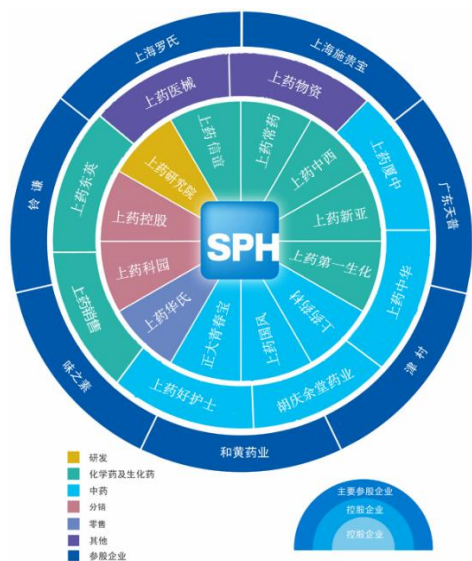 上海罗氏
上海施贵宝
广东天普
津村
和黄药业
味之素
铃谦
上药医械
上药物资
上药厦中
上药中华
胡庆余堂药业
上药好护士
上药销售
上药东英
上药信谊
上药常药
上药中西
上药新亚
上药第一生化
上药药材
上药国风
正大青春宝
上药华氏
上药科园
上药控股
上药研究院
SPH
研发
化学药及生化药
中药
分销
零售
其他
参股企业
主要参股企业
控股企业
控股企业